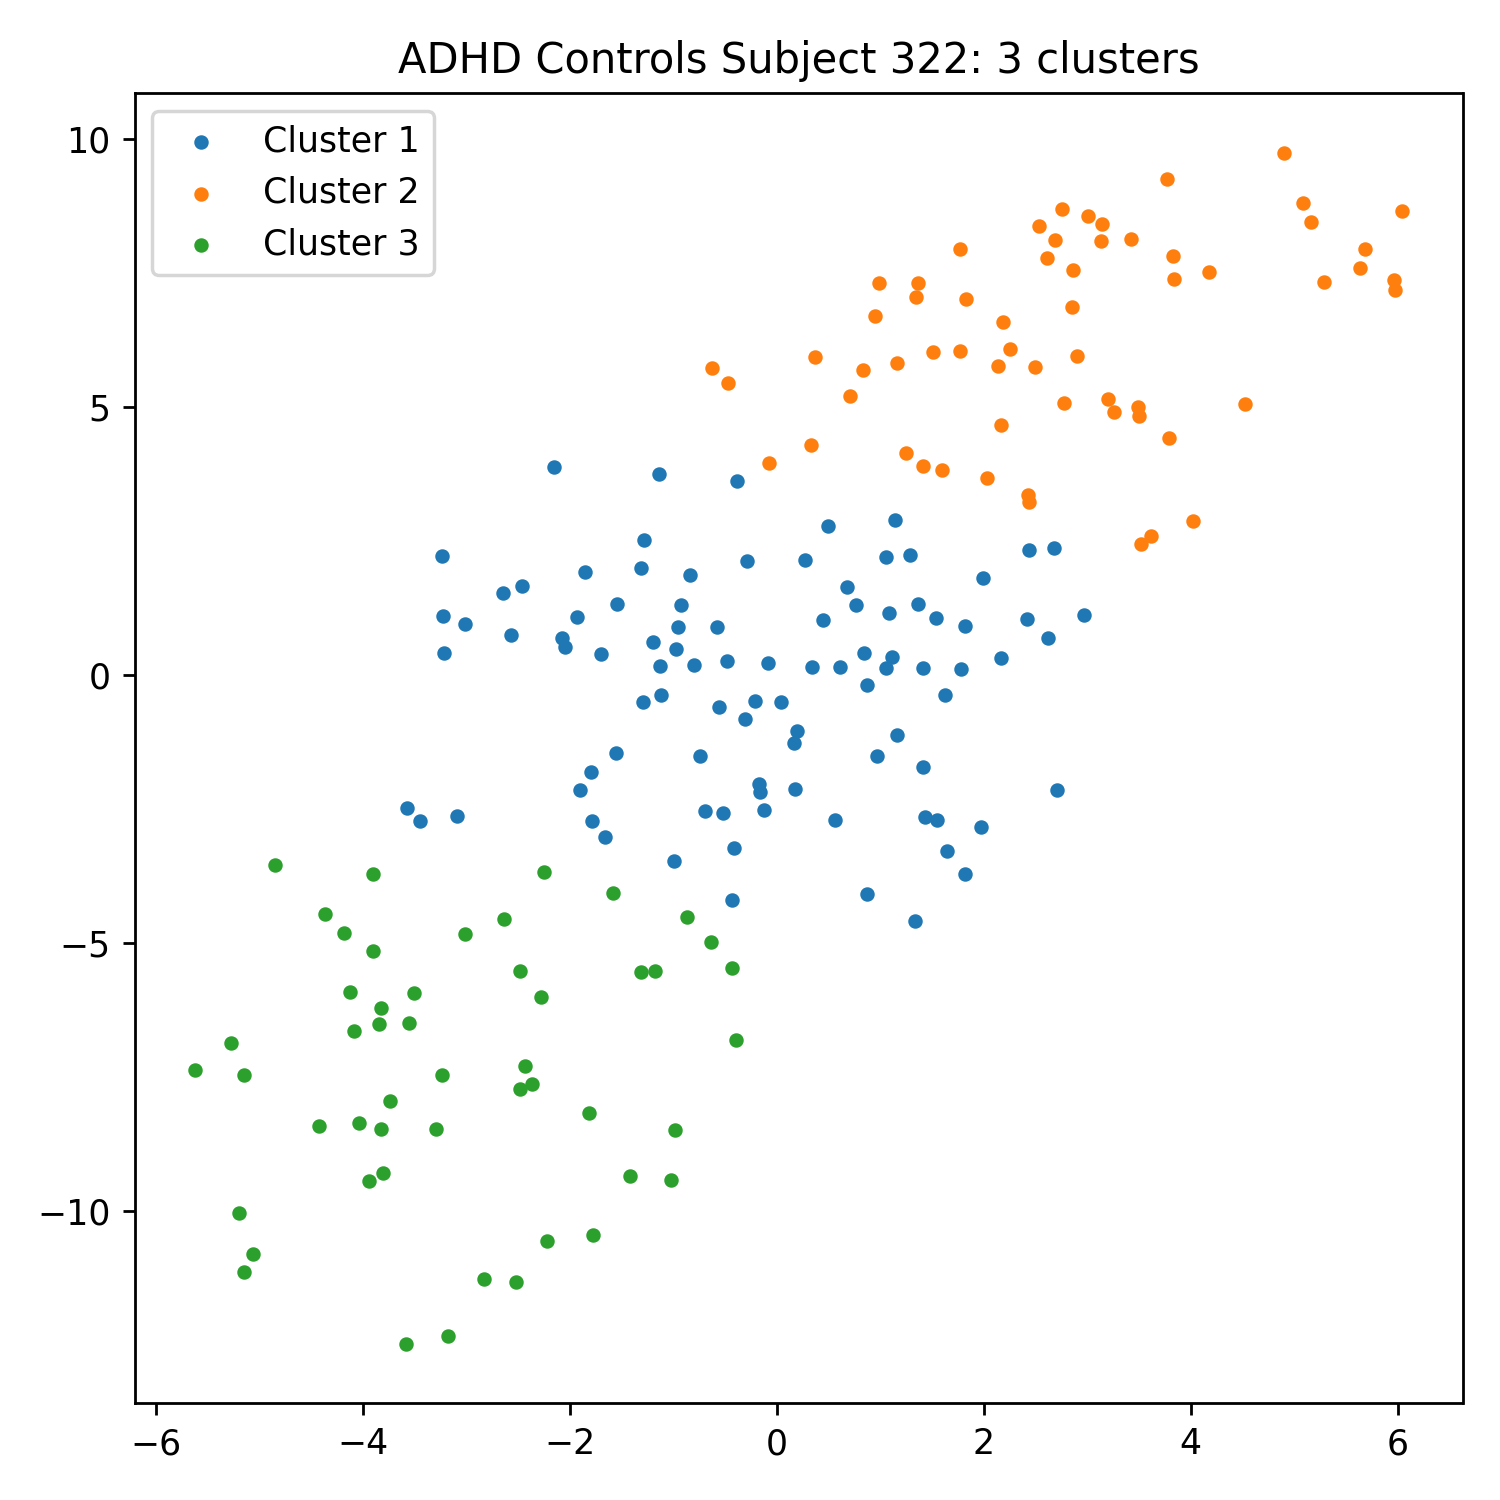 ADHD Controls Subject 322: 3 clusters
Cluster 1
Cluster 2
Cluster 3
10
5
0
−5
−10
−6 −4 −2 0 2 4 6